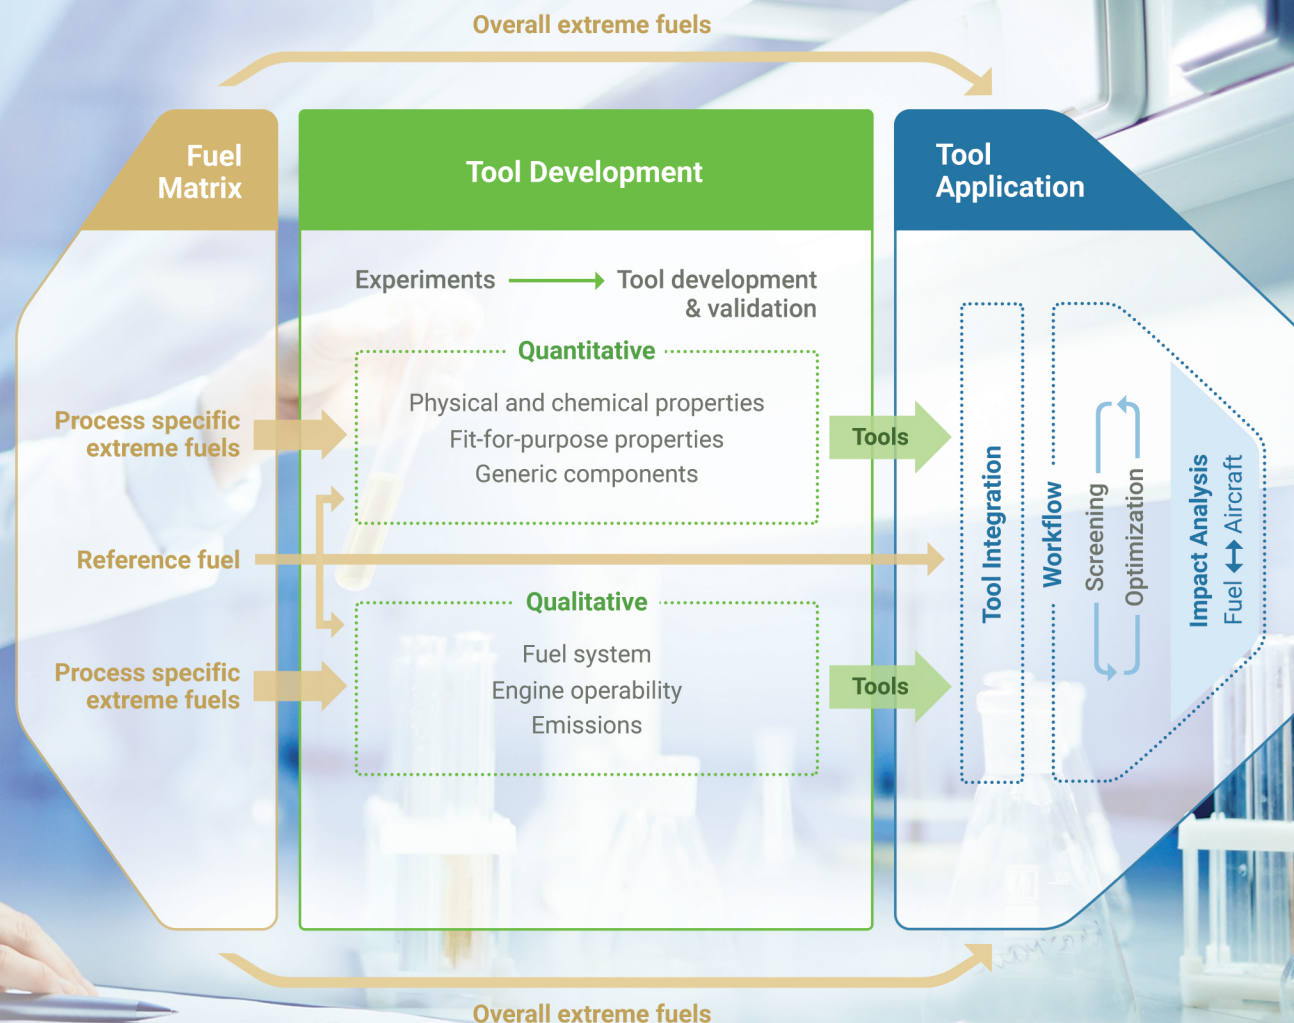 Overall extreme fuels
Fuel
Matrix
Tool Development
Tool
Application
Experiments
Tool development
& validation
Quantitative
Physical and chemical properties
Fit-for-purpose properties
Generic components
Process specific
extreme fuels
Tools
Reference fuel
Qualitative
Fuel system
Engine operability
Emissions
Process specific
extreme fuels
Tools
Tool Integration
Workflow
Screening
Optimization
Impact Analysis
Fuel ↔ Aircraft
Overall extreme fuels